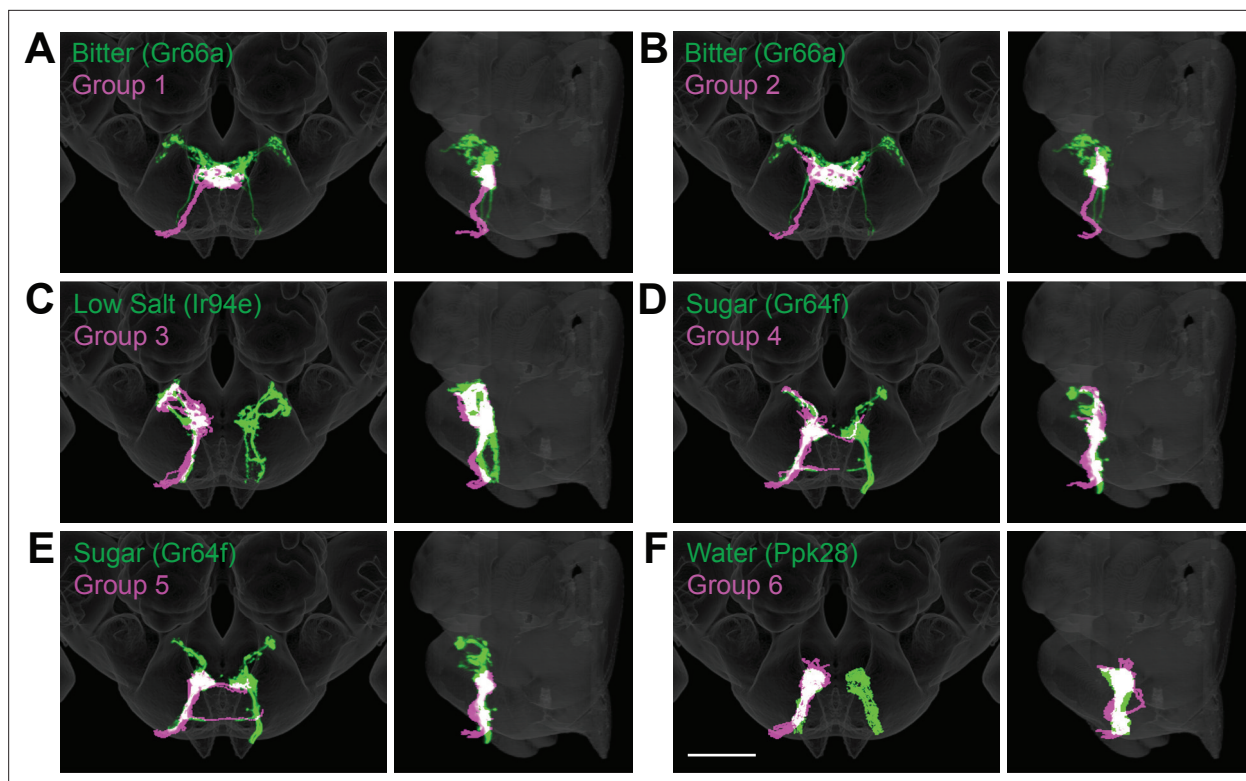 A
Bitter (Gr66a)
Group 1
B
Bitter (Gr66a)
Group 2
C
Low Salt (Ir94e)
Group 3
D
Sugar (Gr64f)
Group 4
E
Sugar (Gr64f)
Group 5
F
Water (Ppk28)
Group 6